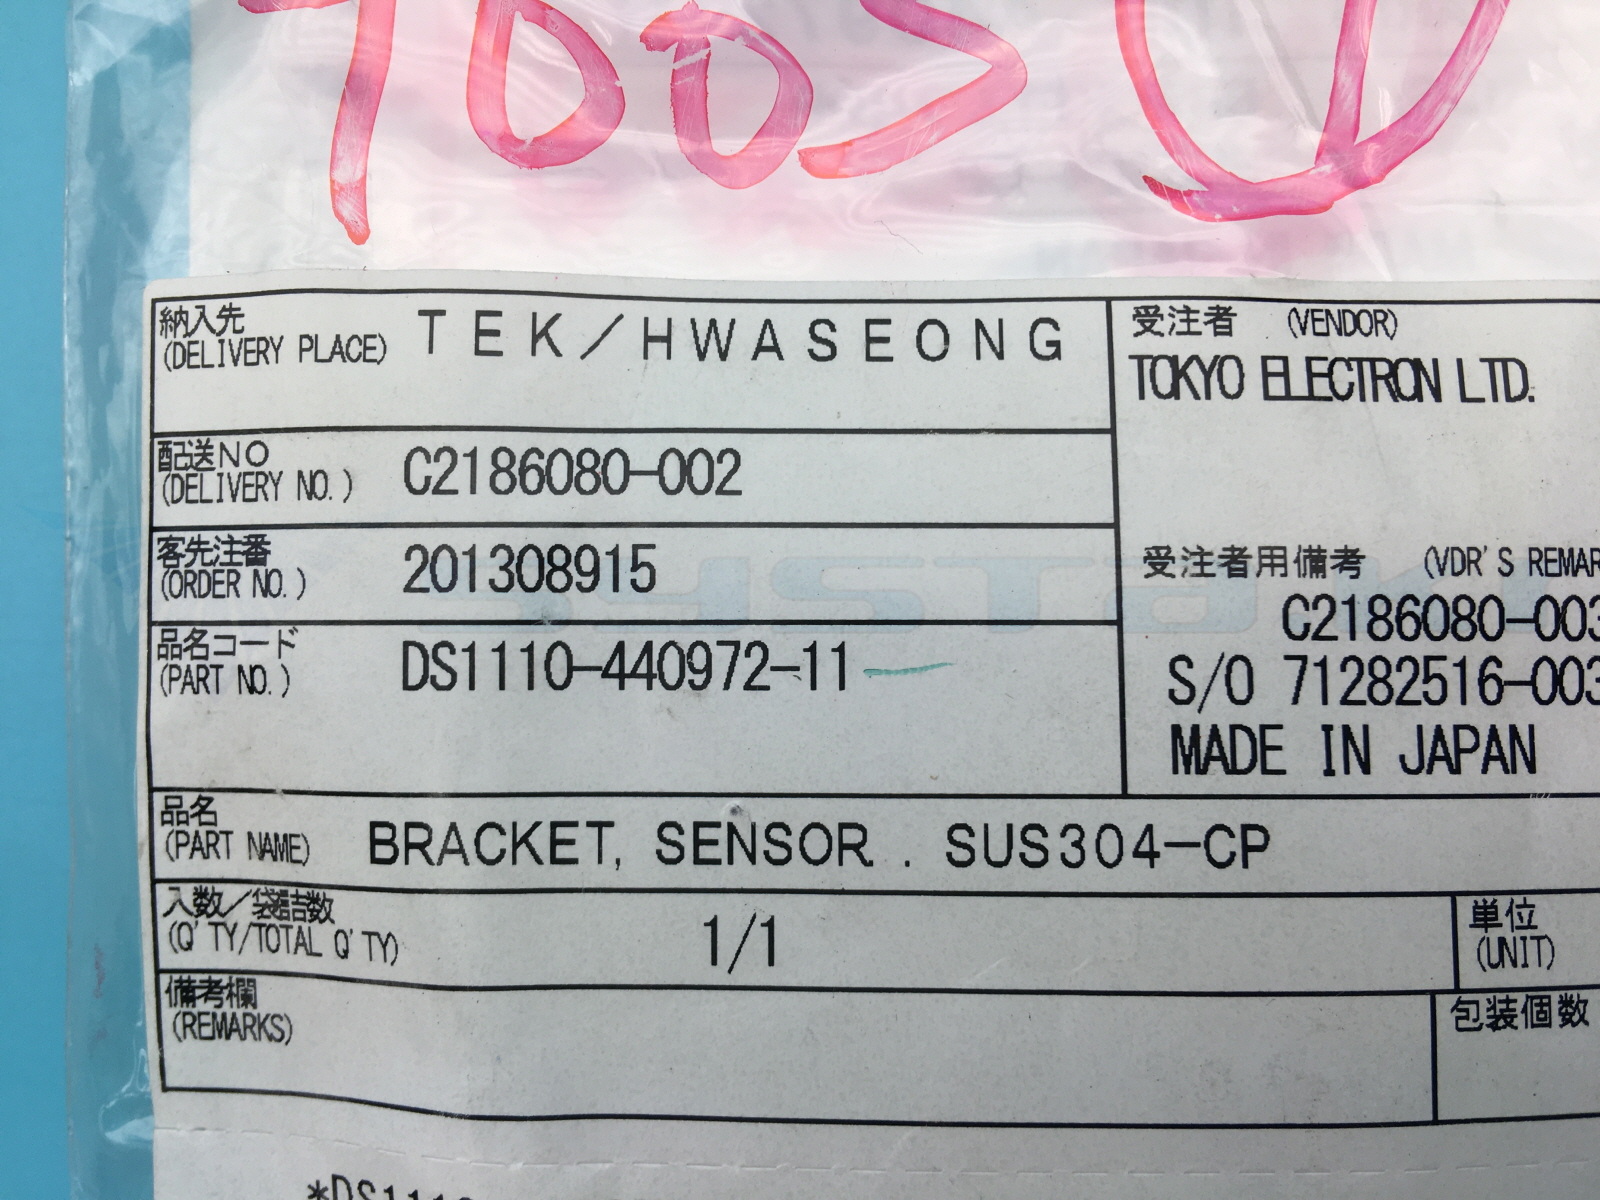 納入先
(DELIVERY PLACE) TEK/HWASEONG
受注者 (VENDOR)
TOKYO ELECTRON LTD.
配送NO
(DELIVERY NO.) C2186080-002
客先注番
(ORDER NO.) 201308915
受注者用備考 (VDR'S REMAR
C2186080-003
S/O 71282516-003
MADE IN JAPAN
品名コード
(PART NO.) DS1110-440972-11
品名
(PART NAME) BRACKET, SENSOR. SUS304-CP
入数/袋詰数
(Q'TY/TOTAL Q'TY) 1/1
単位
(UNIT)
備考欄
(REMARKS)
包装個数